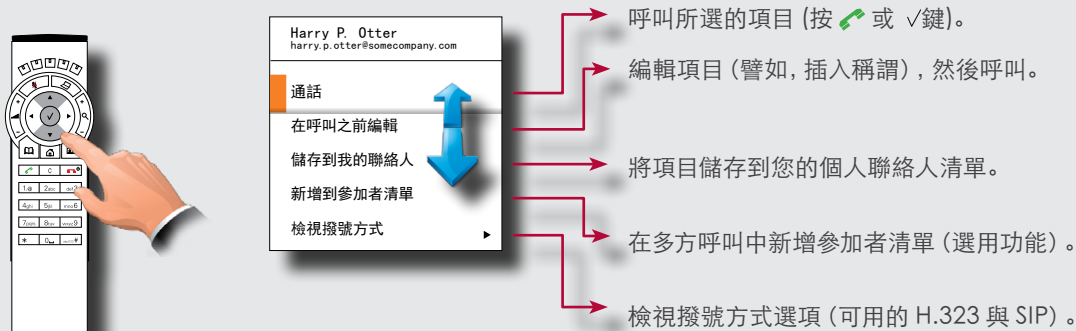 Harry P. Otter
harry.p.otter@somecompany.com
通話
在呼叫之前編輯
儲存到我的聯絡人
新增到參加者清單
檢視撥號方式
呼叫所選的項目 (按 或 √鍵)。
編輯項目 (譬如, 插入稱謂) , 然後呼叫。
將項目儲存到您的個人聯絡人清單。
在多方呼叫中新增參加者清單 (選用功能) 。
檢視撥號方式選項 (可用的 H.323 與 SIP) 。